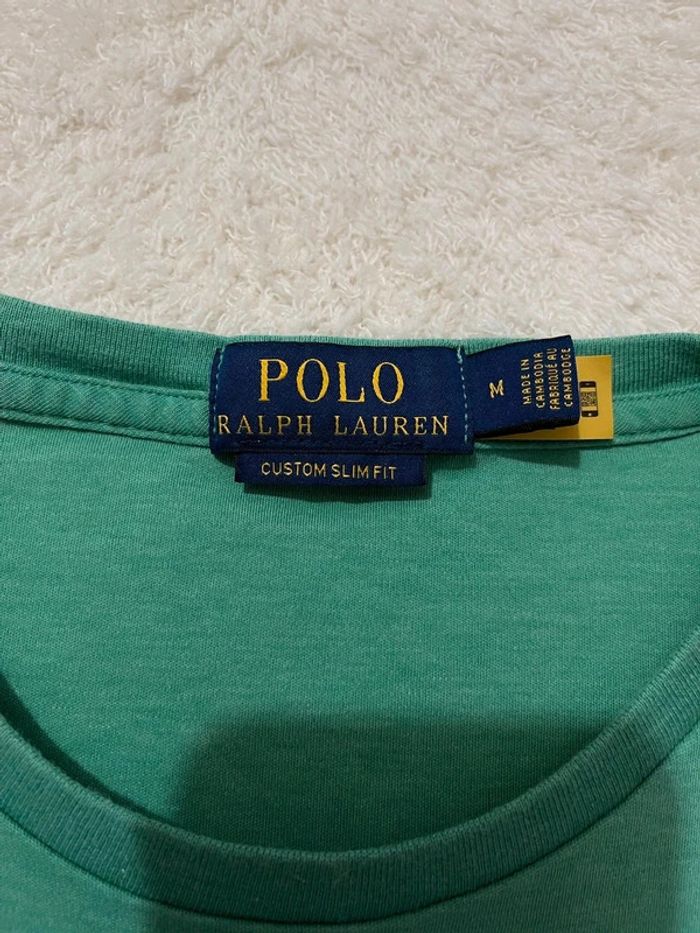 POLO
RALPH LAUREN
CUSTOM SLIM FIT
M
MADE IN
CAMBODIA
FABRIQUÉ AU
CAMBODGE